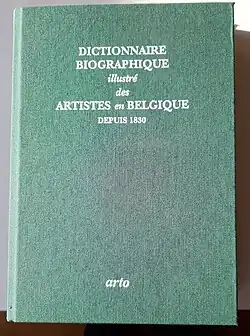 DICTIONNAIRE
BIOGRAPHIQUE
illustré
des
ARTISTES en BELGIQUE
DEPUIS 1830
arto